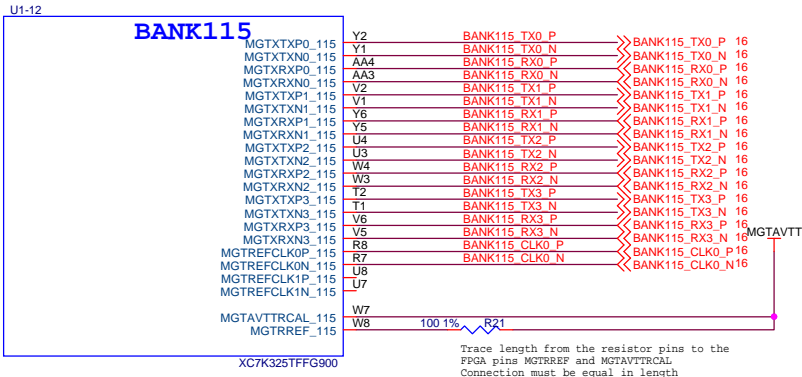 U1-12
BANK115
MGTXTXP0_115 Y2 BANK115_TX0_P BANK115_TX0_P 16
MGTXTXN0_115 Y1 BANK115_TX0_N BANK115_TX0_N 16
MGTXRXP0_115 AA4 BANK115_RX0_P BANK115_RX0_P 16
MGTXRXN0_115 AA3 BANK115_RX0_N BANK115_RX0_N 16
MGTXTXP1_115 V2 BANK115_TX1_P BANK115_TX1_P 16
MGTXTXN1_115 V1 BANK115_TX1_N BANK115_TX1_N 16
MGTXRXP1_115 Y6 BANK115_RX1_P BANK115_RX1_P 16
MGTXRXN1_115 Y5 BANK115_RX1_N BANK115_RX1_N 16
MGTXTXP2_115 U4 BANK115_TX2_P BANK115_TX2_P 16
MGTXTXN2_115 U3 BANK115_TX2_N BANK115_TX2_N 16
MGTXRXP2_115 W4 BANK115_RX2_P BANK115_RX2_P 16
MGTXRXN2_115 W3 BANK115_RX2_N BANK115_RX2_N 16
MGTXTXP3_115 T2 BANK115_TX3_P BANK115_TX3_P 16
MGTXTXN3_115 T1 BANK115_TX3_N BANK115_TX3_N 16
MGTXRXP3_115 V6 BANK115_RX3_P BANK115_RX3_P 16
MGTXRXN3_115 V5 BANK115_RX3_N BANK115_RX3_N 16 MGTAVTT
MGTREFCLK0P_115 R8 BANK115_CLK0_P BANK115_CLK0_P 16
MGTREFCLK0N_115 R7 BANK115_CLK0_N BANK115_CLK0_N 16
MGTREFCLK1P_115 U8
MGTREFCLK1N_115 U7
MGTAVTTRCAL_115 W7
MGTRREF_115 W8 100 1% R21
XC7K325TFFG900
Trace length from the resistor pins to the
FPGA pins MGTRREF and MGTAVTTRCAL
Connection must be equal in length